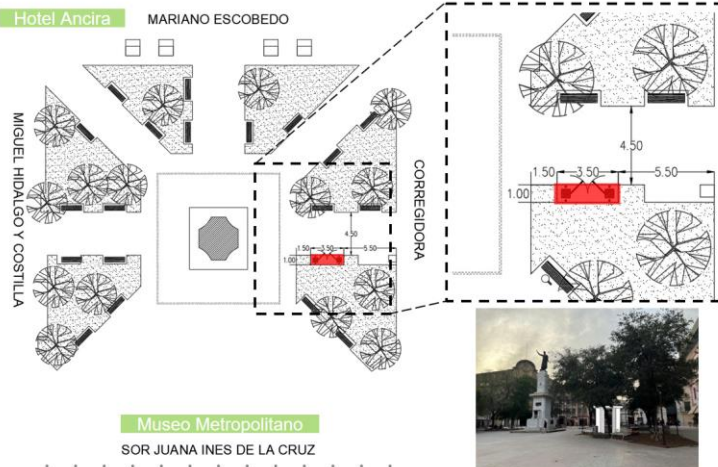 Hotel Ancira
MARIANO ESCOBEDO
MIGUEL HIDALGO Y COSTILLA
CORREGIDORA
4.50
1.50
3.50
5.50
1.00
4.50
1.50
3.50
5.50
1.00
Museo Metropolitano
SOR JUANA INES DE LA CRUZ